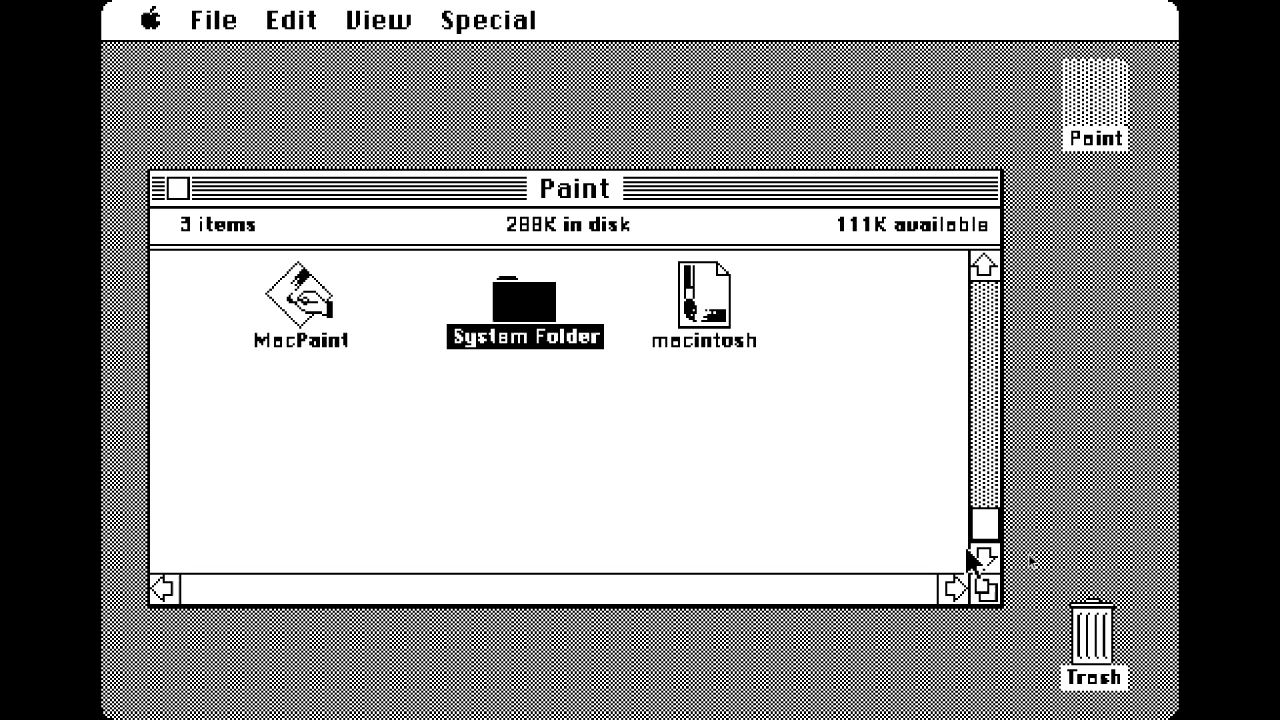 File Edit View Special
Paint
Paint
3 items 288K in disk 111K available
MacPaint System Folder macintosh
Trash